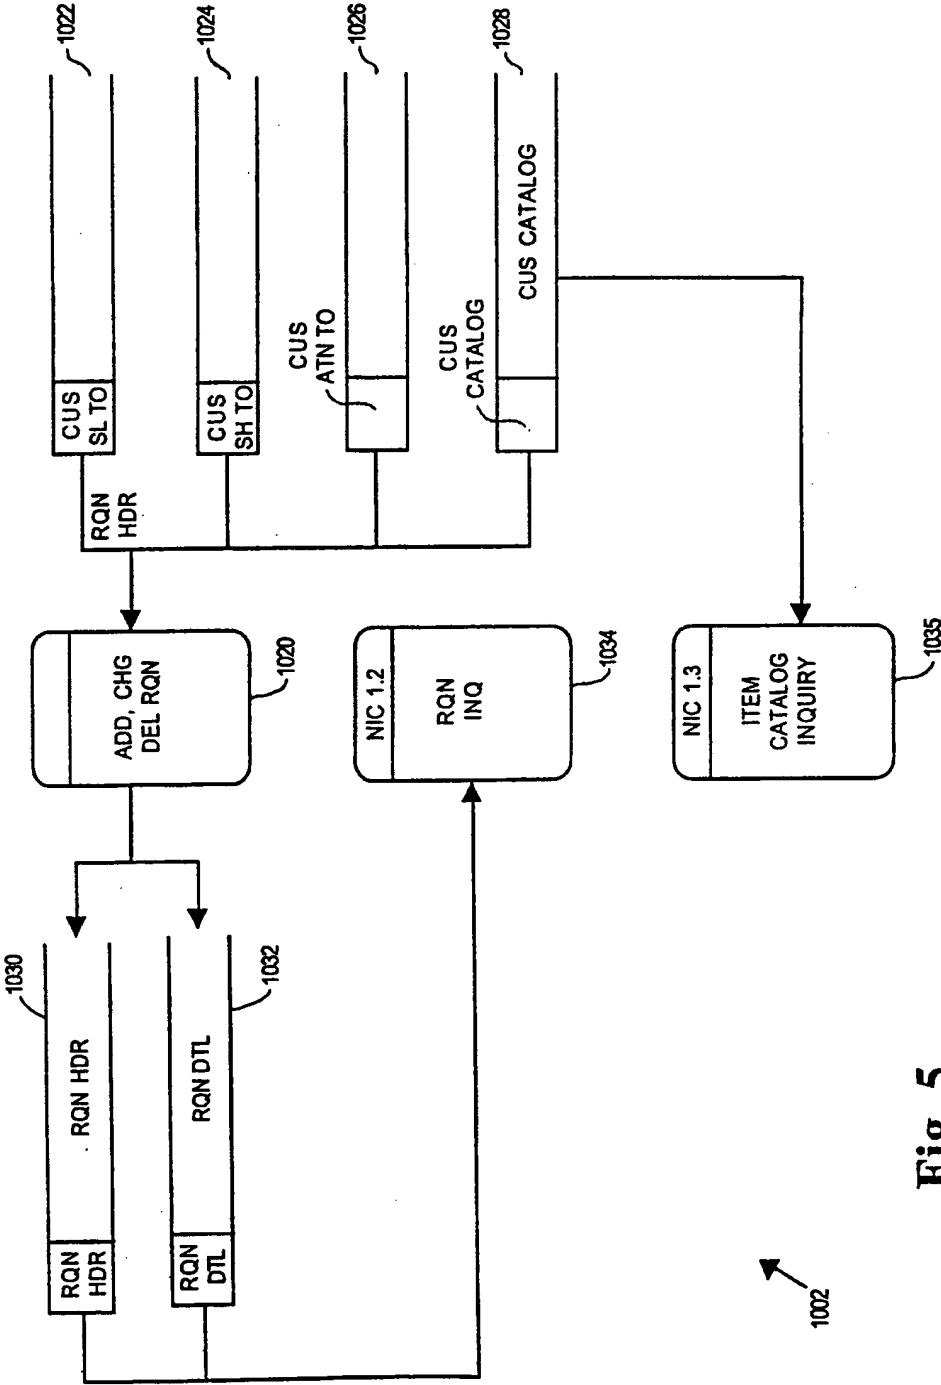 1022
CUS
SL TO
1024
CUS
SH TO
1026
CUS
ATN TO
1028
CUS
CATALOG
CUS CATALOG
RQN
HDR
ADD, CHG
DEL RQN
1020
NIC 1.2
RQN
INQ
1034
NIC 1.3
ITEM
CATALOG
INQUIRY
1035
1030
RQN
HDR
RQN HDR
1032
RQN
DTL
RQN DTL
1002
Fig. 5